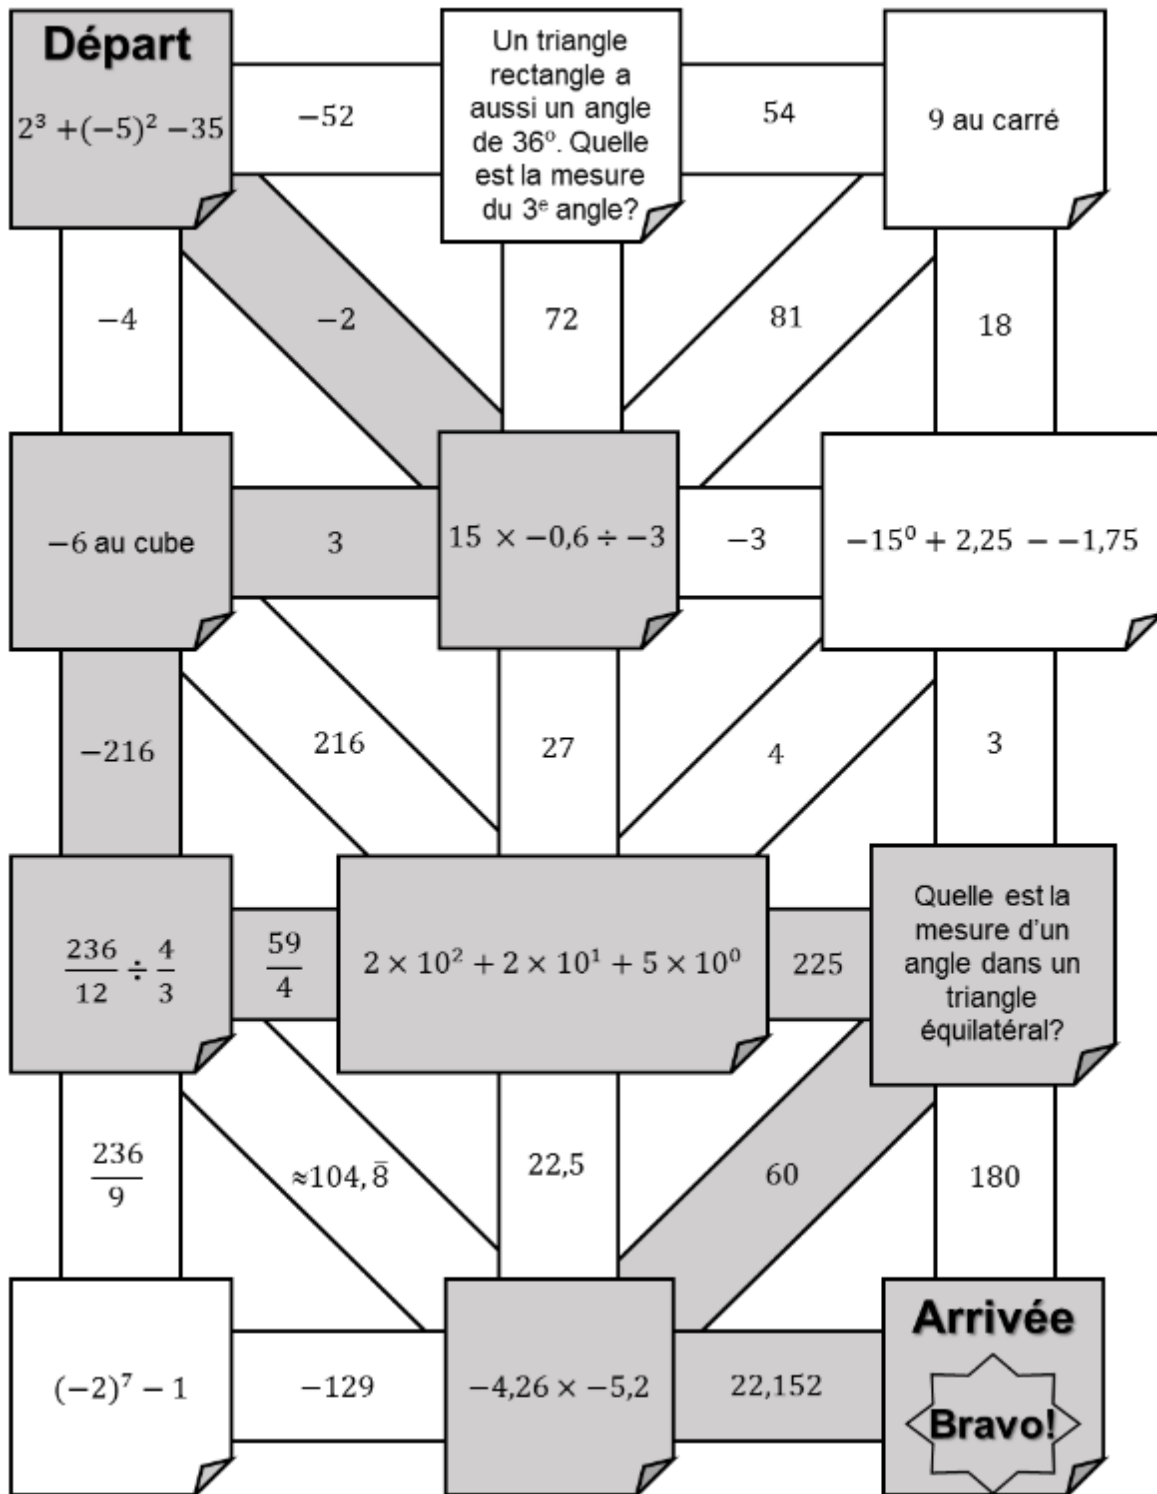 Départ
2³ +(−5)² −35
−52
Un triangle
rectangle a
aussi un angle
de 36º. Quelle
est la mesure
du 3ᵉ angle?
54
9 au carré
−4
−2
72
81
18
−6 au cube
3
15 × −0,6 ÷ −3
−3
−15⁰ + 2,25 − −1,75
−216
216
27
4
3
236/12 ÷ 4/3
59/4
2 × 10² + 2 × 10¹ + 5 × 10⁰
225
Quelle est la
mesure d'un
angle dans un
triangle
équilatéral?
236/9
≈104,8̅
22,5
60
180
(−2)⁷ − 1
−129
−4,26 × −5,2
22,152
Arrivée
Bravo!